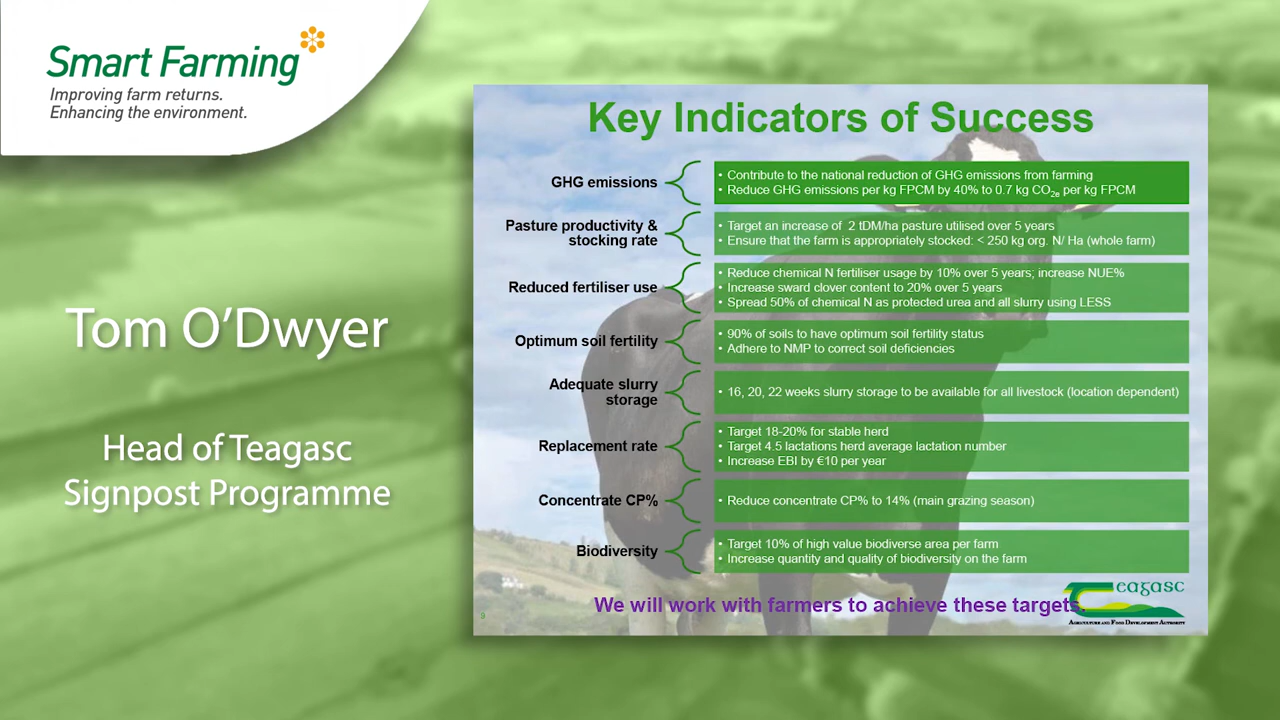 Smart Farming
Improving farm returns.
Enhancing the environment.
Tom O'Dwyer
Head of Teagasc
Signpost Programme
Key Indicators of Success
GHG emissions
• Contribute to the national reduction of GHG emissions from farming
• Reduce GHG emissions per kg FPCM by 40% to 0.7 kg CO2e per kg FPCM
Pasture productivity &
stocking rate
• Target an increase of 2 tDM/ha pasture utilised over 5 years
• Ensure that the farm is appropriately stocked: < 250 kg org. N/ Ha (whole farm)
Reduced fertiliser use
• Reduce chemical N fertiliser usage by 10% over 5 years; increase NUE%
• Increase sward clover content to 20% over 5 years
• Spread 50% of chemical N as protected urea and all slurry using LESS
Optimum soil fertility
• 90% of soils to have optimum soil fertility status
• Adhere to NMP to correct soil deficiencies
Adequate slurry
storage
• 16, 20, 22 weeks slurry storage to be available for all livestock (location dependent)
Replacement rate
• Target 18-20% for stable herd
• Target 4.5 lactations herd average lactation number
• Increase EBI by €10 per year
Concentrate CP%
• Reduce concentrate CP% to 14% (main grazing season)
Biodiversity
• Target 10% of high value biodiverse area per farm
• Increase quantity and quality of biodiversity on the farm
We will work with farmers to achieve these targets.
9
Teagasc
Agriculture and Food Development Authority